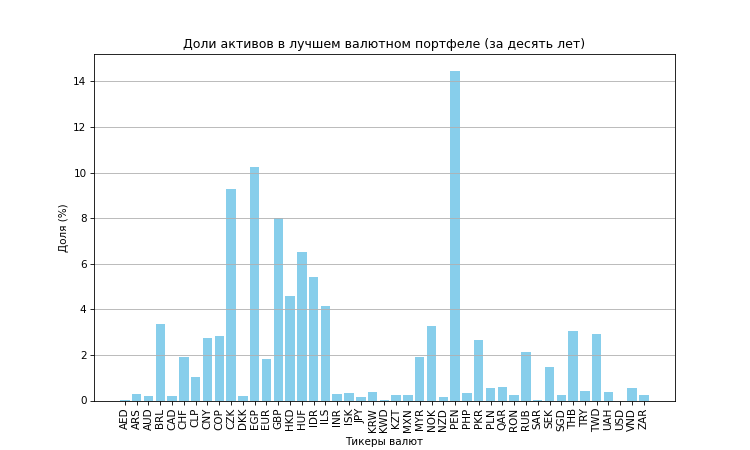 Доли активов в лучшем валютном портфеле (за десять лет)
Доля (%)
14
12
10
8
6
4
2
0
AED ARS AUD BRL CAD CHF CLP CNY COP CZK DKK EGP EUR GBP HKD HUF IDR ILS INR ISK JPY KRW KWD KZT MXN MYR NOK NZD PEN PHP PKR PLN QAR RON RUB SAR SEK SGD THB TRY TWD UAH USD VND ZAR
Тикеры валют